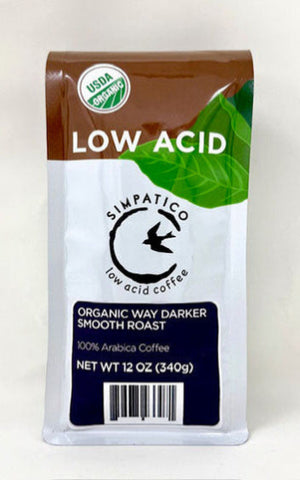 USDA
ORGANIC
LOW ACID
SIMPATICO
low acid coffee
ORGANIC WAY DARKER
SMOOTH ROAST
100% Arabica Coffee
NET WT 12 OZ (340g)